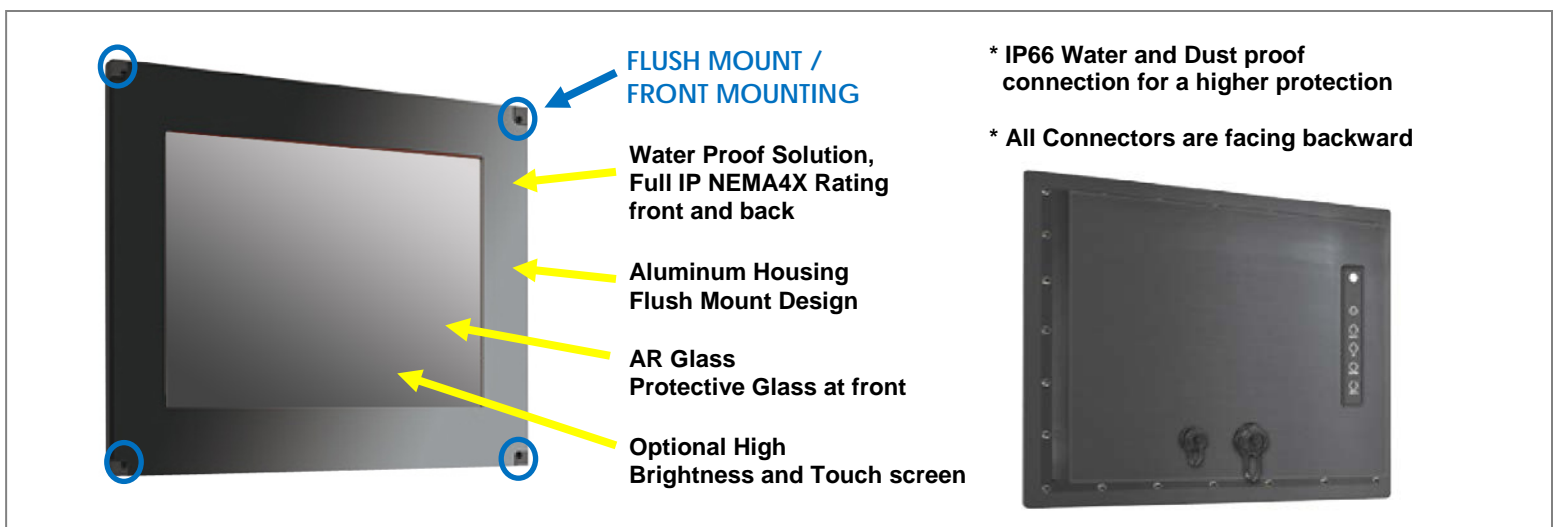 FLUSH MOUNT /
FRONT MOUNTING
Water Proof Solution,
Full IP NEMA4X Rating
front and back
Aluminum Housing
Flush Mount Design
AR Glass
Protective Glass at front
Optional High
Brightness and Touch screen
* IP66 Water and Dust proof
connection for a higher protection
* All Connectors are facing backward